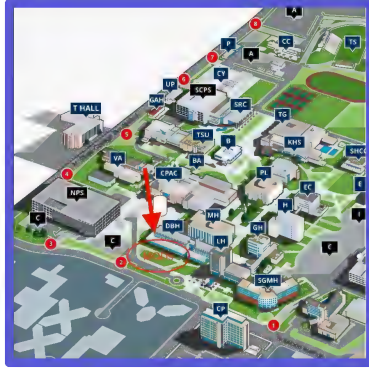 A
8
P
CC
TS
A
7
CY
UP
6
SCPS
GAH
SRC
TG
T HALL
5
TSU
B
KHS
SHCC
VA
BA
4
CPAC
PL
E
EC
NPS
H
I
C
MH
DBH
GH
C
LH
E
3
2
SGMH
CP
1